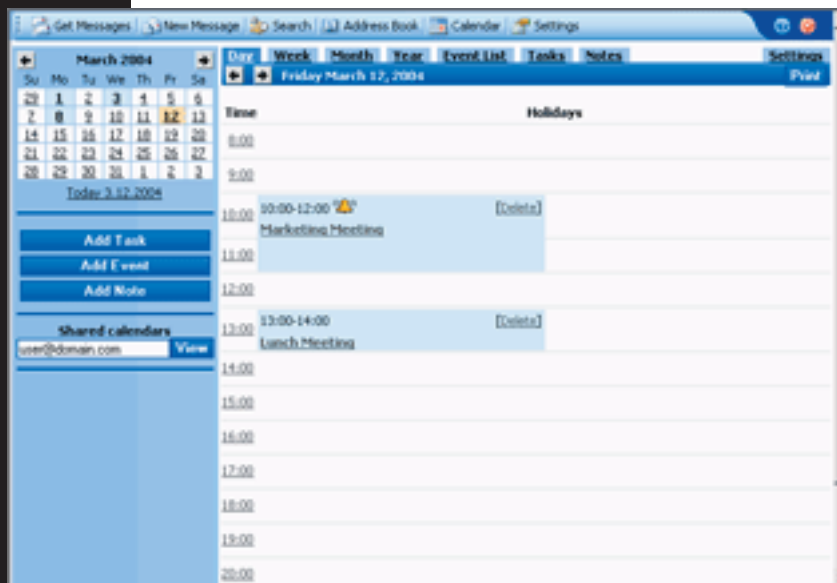 Get Messages New Message Search Address Book Calendar Settings
March 2004
Su Mo Tu We Th Fr Sa
29 1 2 3 4 5 6
7 8 9 10 11 12 13
14 15 16 17 18 19 20
21 22 23 24 25 26 27
28 29 30 31 1 2 3
Today 3.12.2004
Add Task
Add Event
Add Note
Shared calendars
user@domain.com View
Day Week Month Year Event List Tasks Notes Settings
Friday March 12, 2004 Print
Time Holidays
8:00
9:00
10:00 10:00-12:00 [Delete]
Marketing Meeting
11:00
12:00
13:00 13:00-14:00 [Delete]
Lunch Meeting
14:00
15:00
16:00
17:00
18:00
19:00
20:00